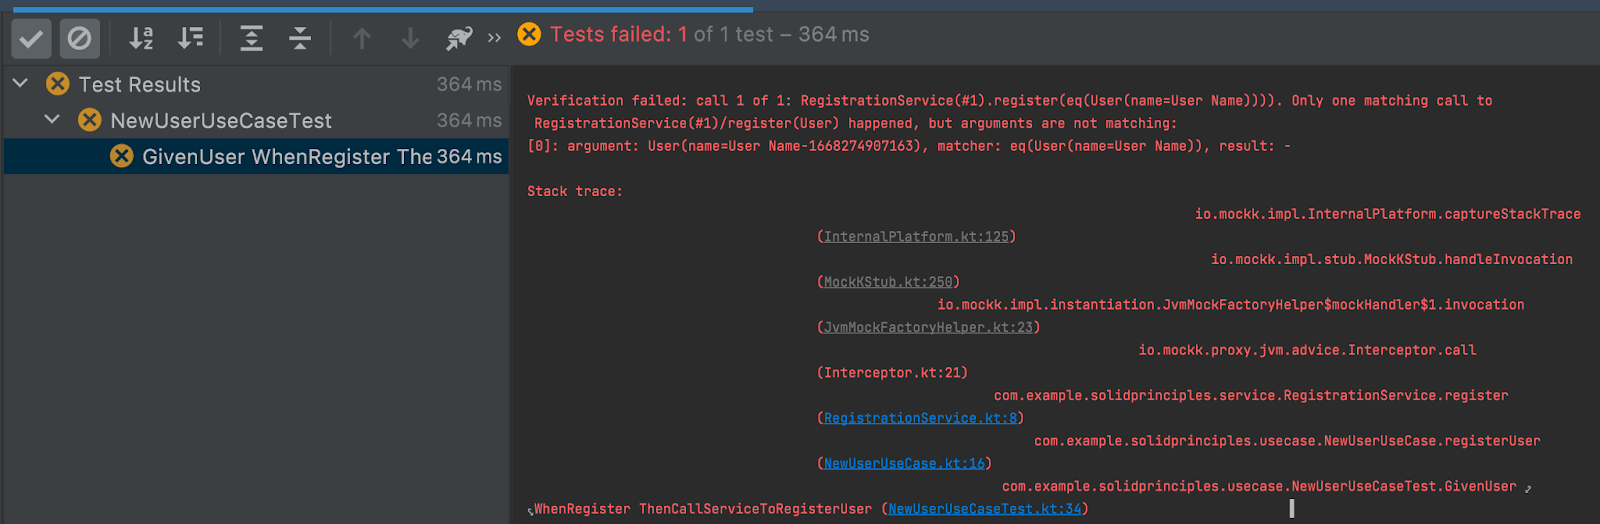 Tests failed: 1 of 1 test – 364 ms
Test Results 364 ms
NewUserUseCaseTest 364 ms
GivenUser WhenRegister The 364 ms
Verification failed: call 1 of 1: RegistrationService(#1).register(eq(User(name=User Name)))). Only one matching call to
RegistrationService(#1)/register(User) happened, but arguments are not matching:
[0]: argument: User(name=User Name-1668274907163), matcher: eq(User(name=User Name)), result: -
Stack trace:
io.mockk.impl.InternalPlatform.captureStackTrace
(InternalPlatform.kt:125)
io.mockk.impl.stub.MockKStub.handleInvocation
(MockKStub.kt:250)
io.mockk.impl.instantiation.JvmMockFactoryHelper$mockHandler$1.invocation
(JvmMockFactoryHelper.kt:23)
io.mockk.proxy.jvm.advice.Interceptor.call
(Interceptor.kt:21)
com.example.solidprinciples.service.RegistrationService.register
(RegistrationService.kt:8)
com.example.solidprinciples.usecase.NewUserUseCase.registerUser
(NewUserUseCase.kt:16)
com.example.solidprinciples.usecase.NewUserUseCaseTest.GivenUser
WhenRegister ThenCallServiceToRegisterUser (NewUserUseCaseTest.kt:34)